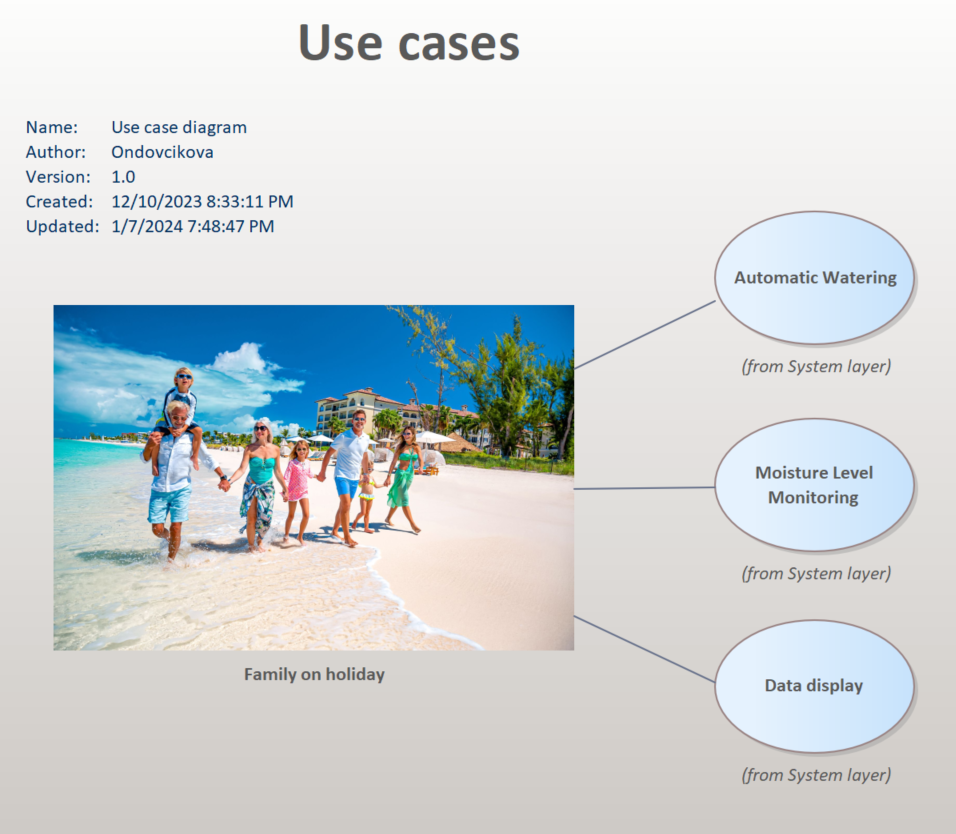 Use cases
Name: Use case diagram
Author: Ondovcikova
Version: 1.0
Created: 12/10/2023 8:33:11 PM
Updated: 1/7/2024 7:48:47 PM
Automatic Watering
(from System layer)
Moisture Level
Monitoring
(from System layer)
Family on holiday
Data display
(from System layer)